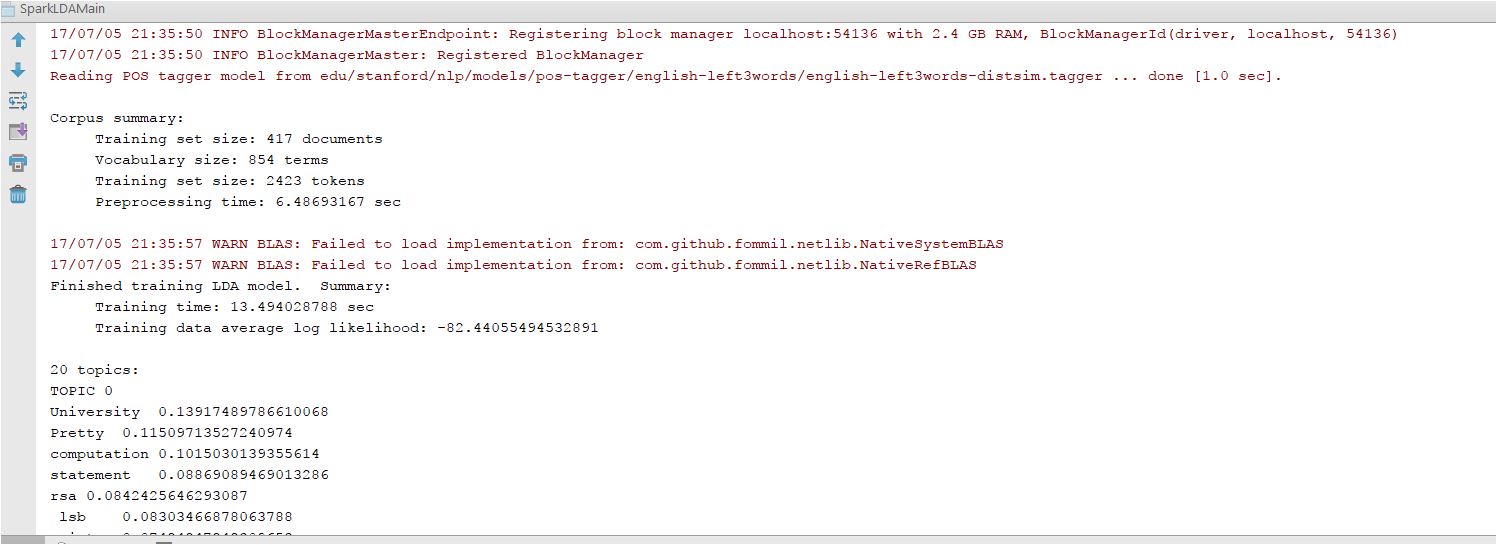 SparkLDAMain
17/07/05 21:35:50 INFO BlockManagerMasterEndpoint: Registering block manager localhost:54136 with 2.4 GB RAM, BlockManagerId(driver, localhost, 54136)
17/07/05 21:35:50 INFO BlockManagerMaster: Registered BlockManager
Reading POS tagger model from edu/stanford/nlp/models/pos-tagger/english-left3words/english-left3words-distsim.tagger ... done [1.0 sec].
Corpus summary:
Training set size: 417 documents
Vocabulary size: 854 terms
Training set size: 2423 tokens
Preprocessing time: 6.48693167 sec
17/07/05 21:35:57 WARN BLAS: Failed to load implementation from: com.github.fommil.netlib.NativeSystemBLAS
17/07/05 21:35:57 WARN BLAS: Failed to load implementation from: com.github.fommil.netlib.NativeRefBLAS
Finished training LDA model.  Summary:
Training time: 13.494028788 sec
Training data average log likelihood: -82.44055494532891
20 topics:
TOPIC 0
University 0.13917489786610068
Pretty 0.11509713527240974
computation 0.1015030139355614
statement 0.08869089469013286
rsa 0.0842425646293087
lsb 0.08303466878063788